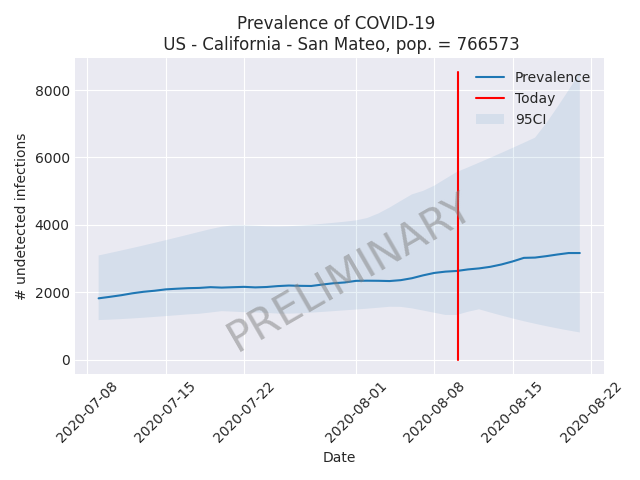 Prevalence of COVID-19
US - California - San Mateo, pop. = 766573
Prevalence
Today
95CI
8000
6000
4000
2000
0
# undetected infections
PRELIMINARY
2020-07-08
2020-07-15
2020-07-22
2020-08-01
2020-08-08
2020-08-15
2020-08-22
Date